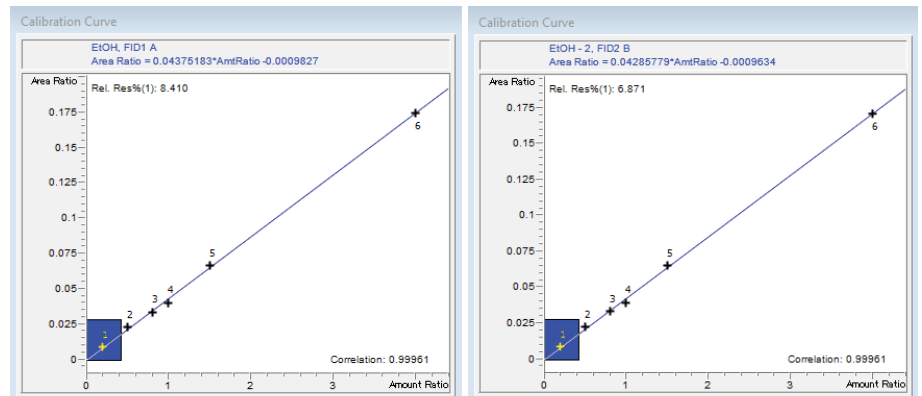 Calibration Curve
EtOH, FID1 A
Area Ratio = 0.04375183*AmtRatio -0.0009827
Area Ratio
Rel. Res%(1): 8.410
0.175
0.15
0.125
0.1
0.075
0.05
0.025
0
1
2
3
4
5
6
Correlation: 0.99961
0 1 2 3 Amount Ratio
Calibration Curve
EtOH - 2, FID2 B
Area Ratio = 0.04285779*AmtRatio -0.0009634
Area Ratio
Rel. Res%(1): 6.871
0.175
0.15
0.125
0.1
0.075
0.05
0.025
0
1
2
3
4
5
6
Correlation: 0.99961
0 1 2 3 Amount Ratio